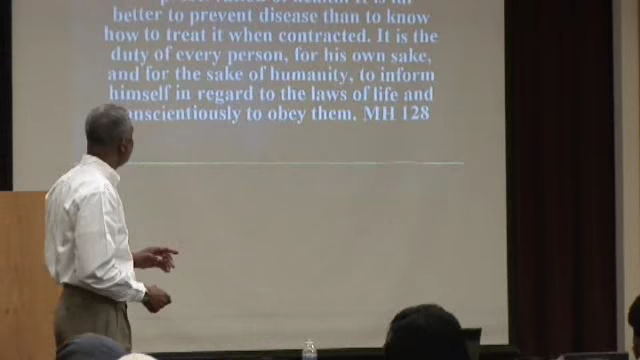 better to prevent disease than to know
how to treat it when contracted. It is the
duty of every person, for his own sake,
and for the sake of humanity, to inform
himself in regard to the laws of life and
to obey them. MH 128